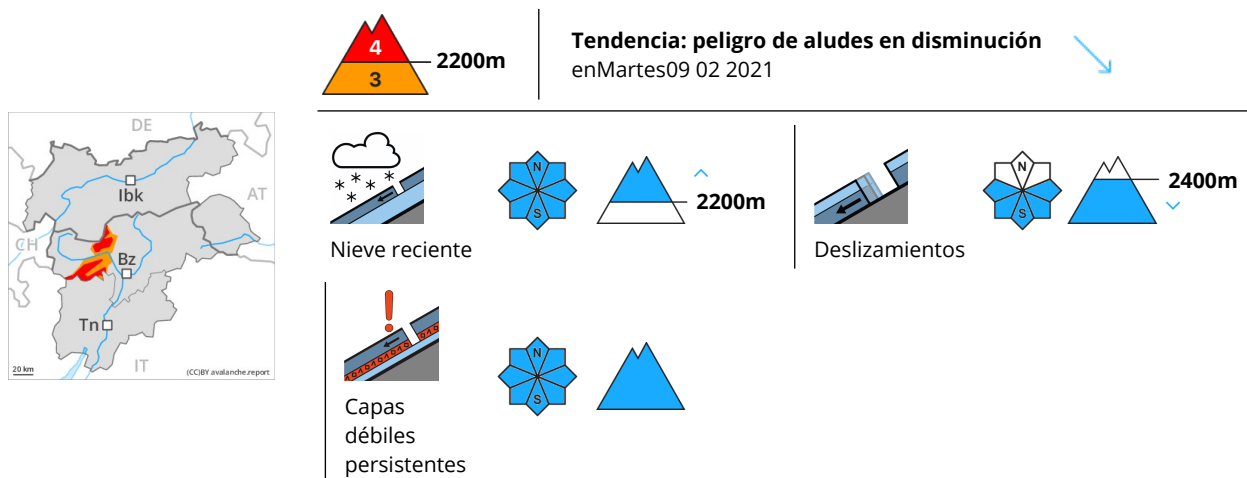 4
3
2200m
Tendencia: peligro de aludes en disminución
enMartes09 02 2021
DE
AT
CH
IT
Ibk
Bz
Tn
20 km
(CC)BY avalanche.report
N
S
2200m
Nieve reciente
N
S
2400m
Deslizamientos
N
S
Capas
débiles
persistentes